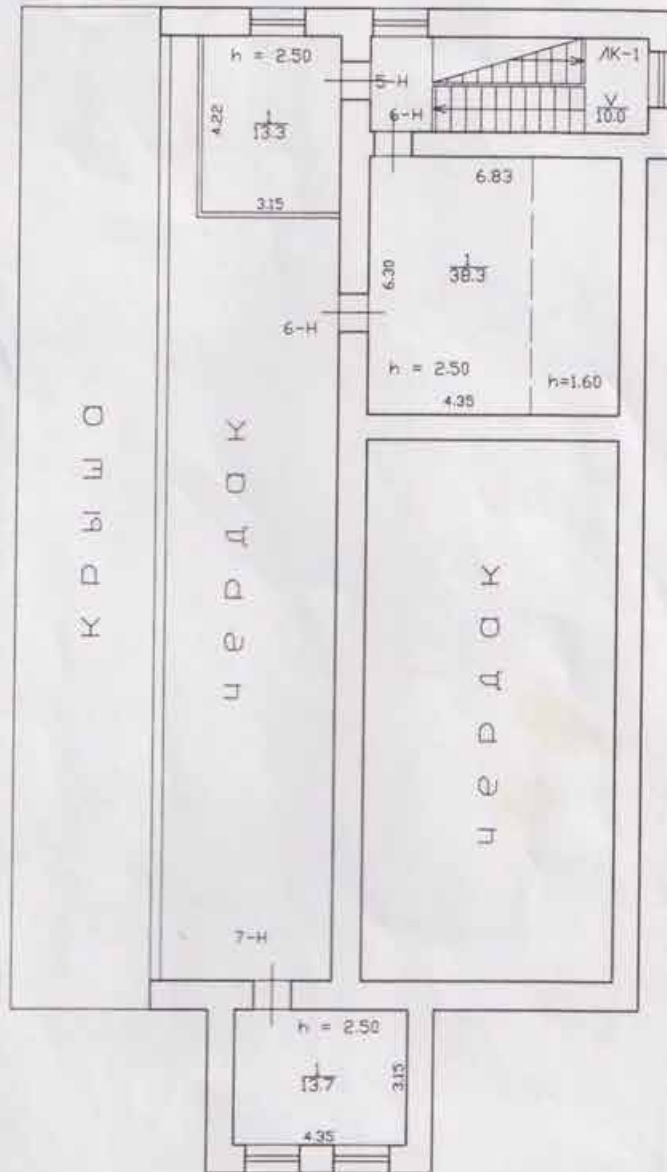 h = 2.50
ЛК-1
5-Н
1
13.3
4.22
6-Н
V
10.0
3.15
6.83
1
38.3
6.30
6-Н
h = 2.50
h=1.60
4.35
крыша
чердак
чердак
7-Н
h = 2.50
1
13.7
3.15
4.35